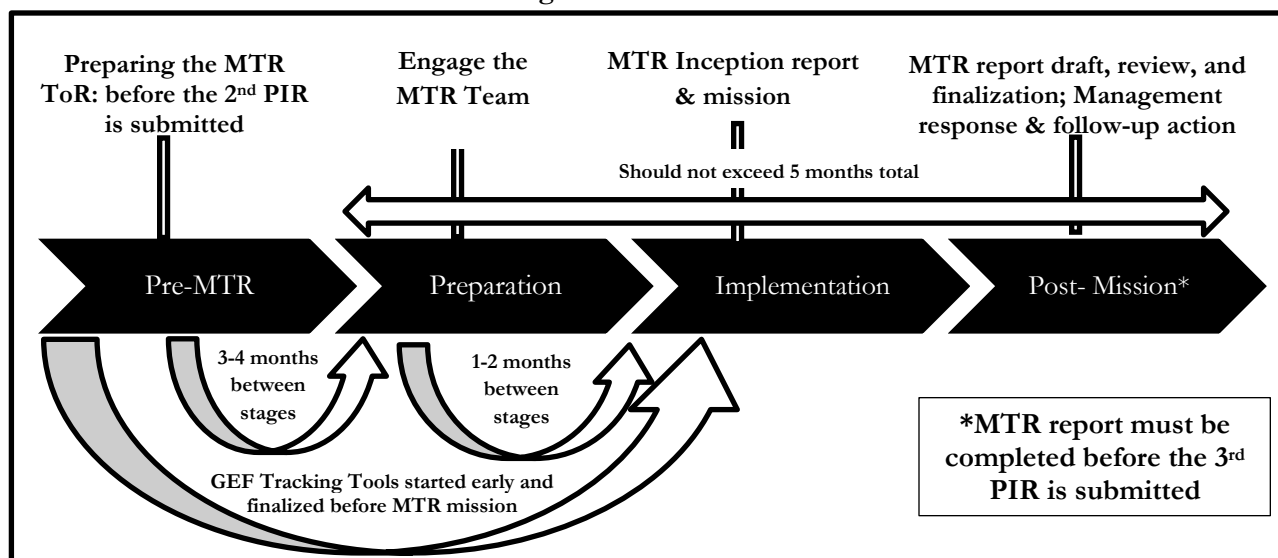 Preparing the MTR
ToR: before the 2nd PIR
is submitted
Engage the
MTR Team
MTR Inception report
& mission
MTR report draft, review, and
finalization; Management
response & follow-up action
Should not exceed 5 months total
Pre-MTR
Preparation
Implementation
Post- Mission*
3-4 months
between
stages
1-2 months
between
stages
GEF Tracking Tools started early and
finalized before MTR mission
*MTR report must be
completed before the 3rd
PIR is submitted